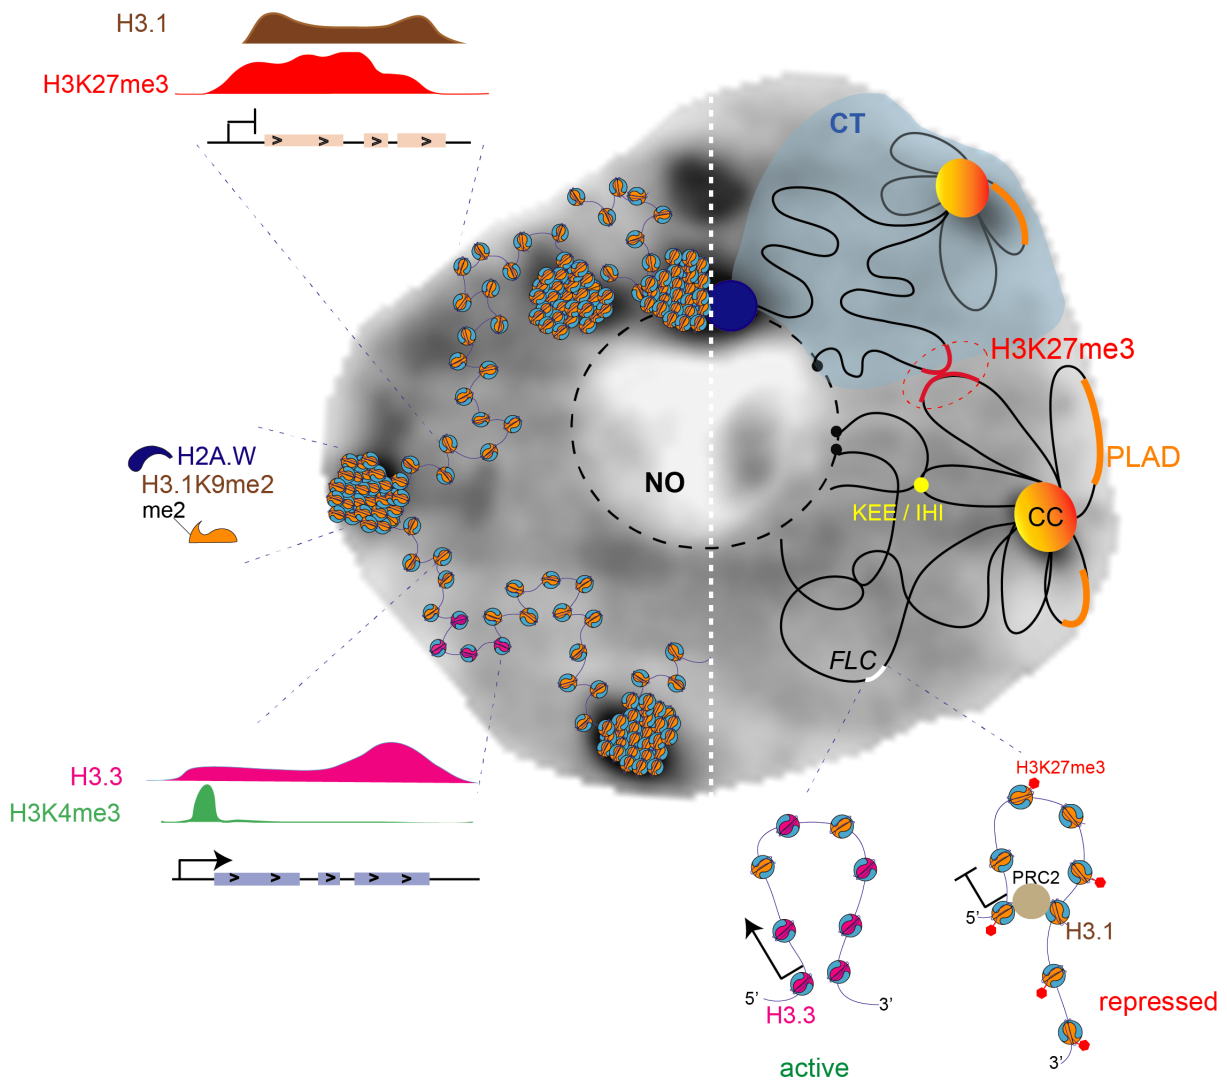 H3.1
H3K27me3
CT
H3K27me3
PLAD
H2A.W
H3.1K9me2
me2
NO
KEE / IHI
CC
FLC
H3.3
H3K4me3
H3K27me3
PRC2
5’
H3.1
5’
3’
H3.3
repressed
3’
active